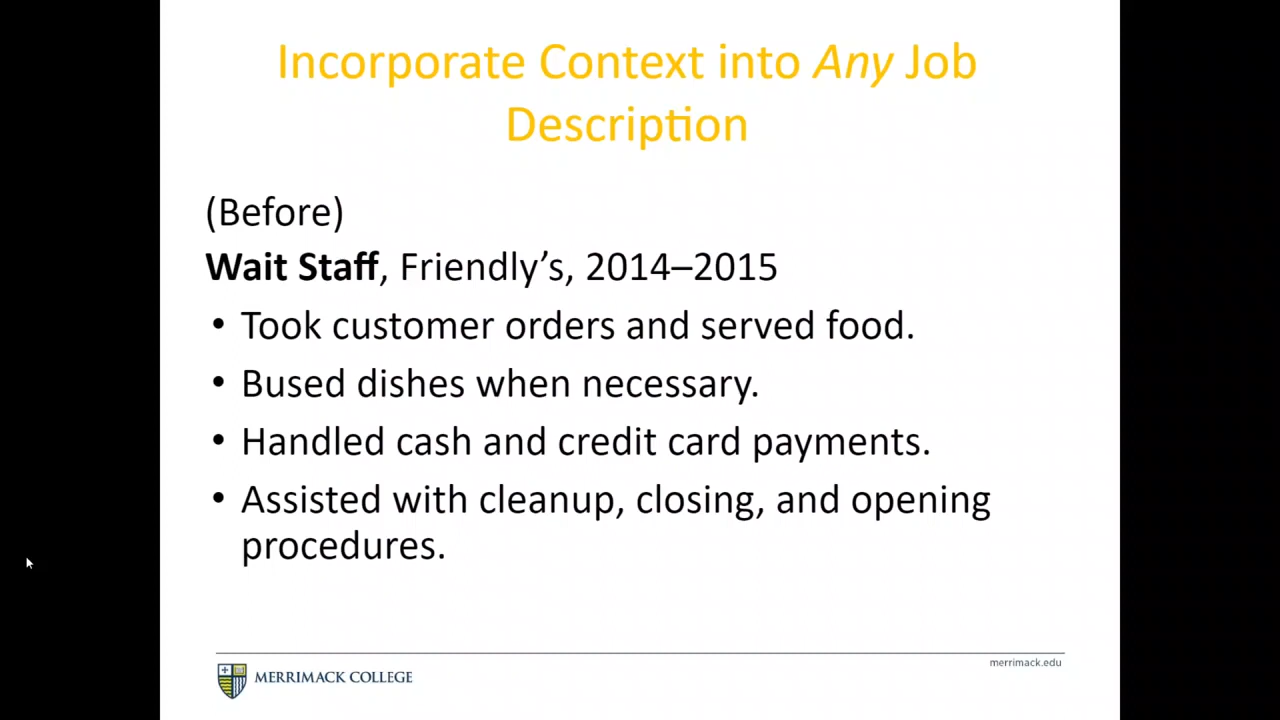 Incorporate Context into Any Job
Description
(Before)
Wait Staff, Friendly’s, 2014–2015
• Took customer orders and served food.
• Bused dishes when necessary.
• Handled cash and credit card payments.
• Assisted with cleanup, closing, and opening
procedures.
merrimack.edu
MERRIMACK COLLEGE